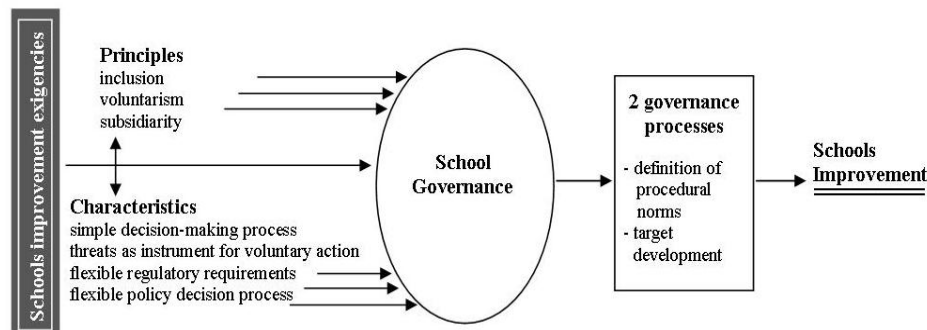 Schools improvement exigencies
Principles
inclusion
voluntarism
subsidiarity
Characteristics
simple decision-making process
threats as instrument for voluntary action
flexible regulatory requirements
flexible policy decision process
School
Governance
2 governance
processes
- definition of
procedural
norms
- target
development
Schools
Improvement